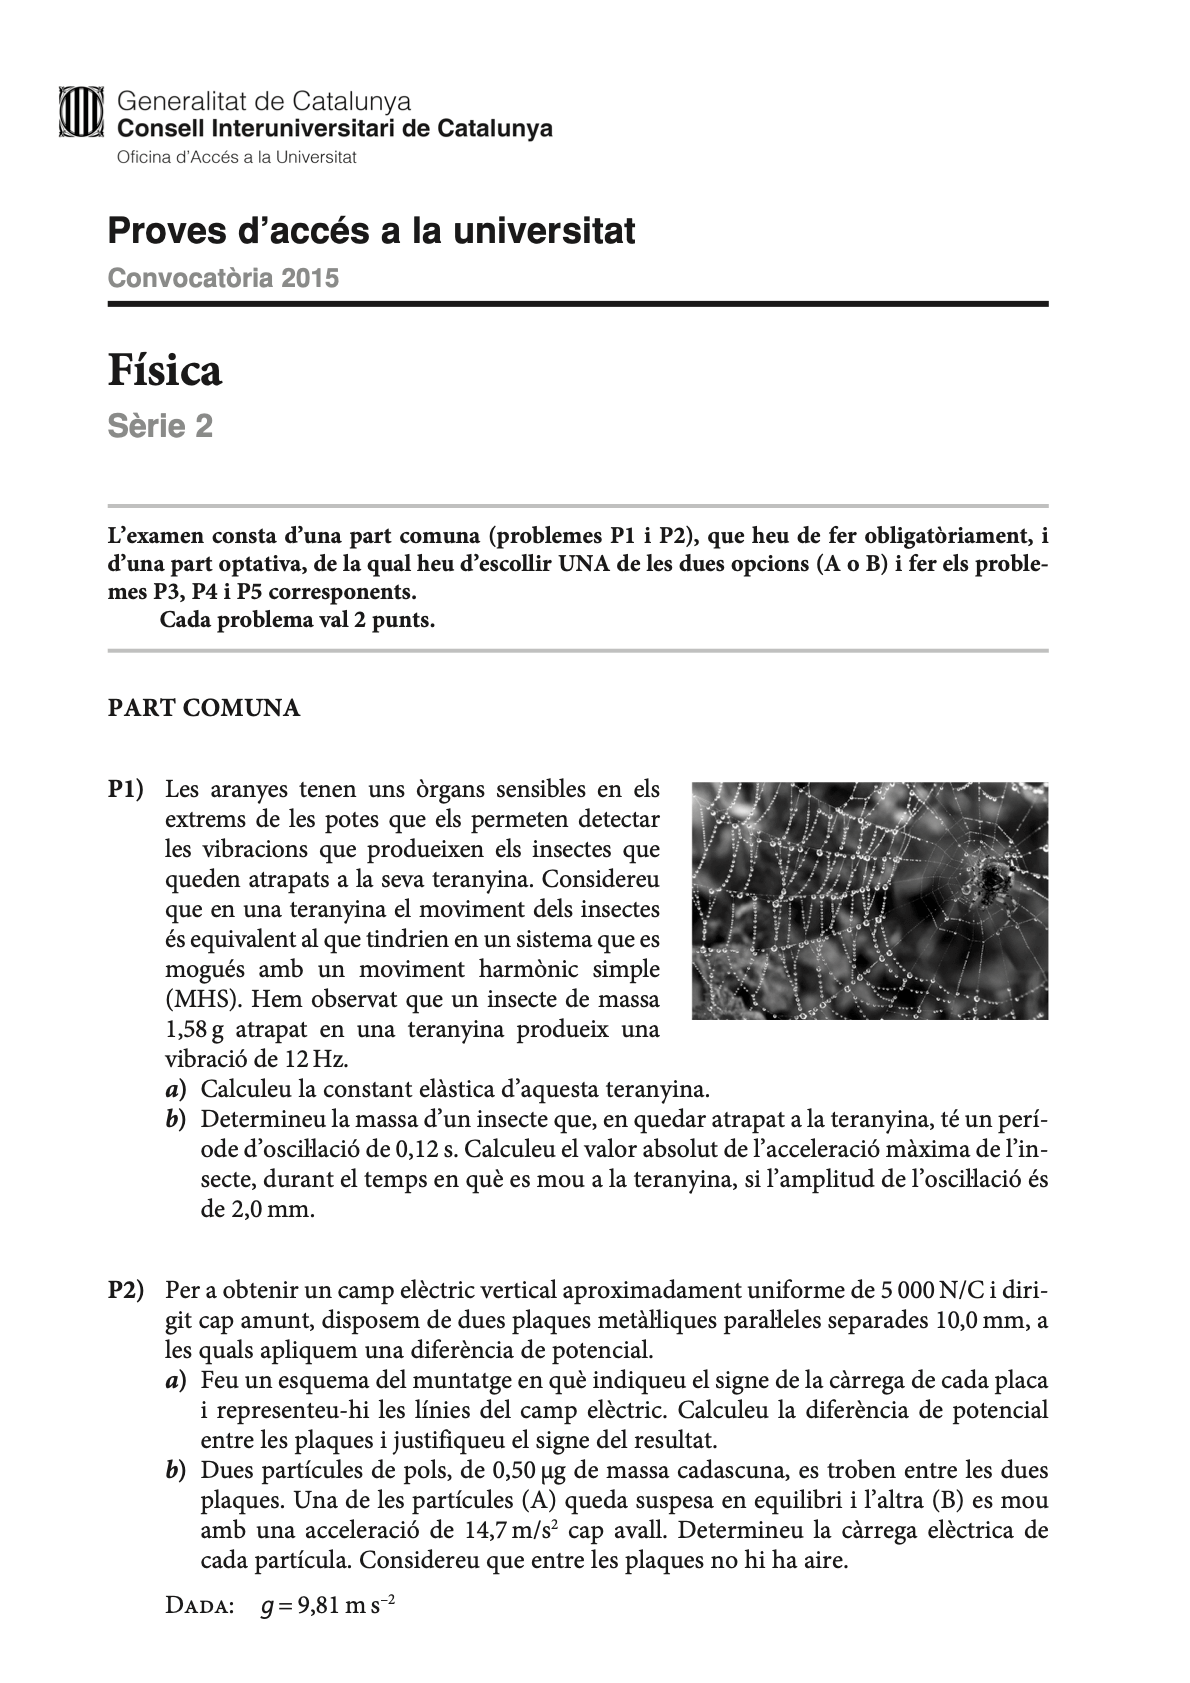 Generalitat de Catalunya
Consell Interuniversitari de Catalunya
Oficina d’Accés a la Universitat
Proves d’accés a la universitat
Convocatòria 2015
Física
Sèrie 2
L’examen consta d’una part comuna (problemes P1 i P2), que heu de fer obligatòriament, i
d’una part optativa, de la qual heu d’escollir UNA de les dues opcions (A o B) i fer els proble-
mes P3, P4 i P5 corresponents.
Cada problema val 2 punts.
PART COMUNA
P1) Les aranyes tenen uns òrgans sensibles en els
extrems de les potes que els permeten detectar
les vibracions que produeixen els insectes que
queden atrapats a la seva teranyina. Considereu
que en una teranyina el moviment dels insectes
és equivalent al que tindrien en un sistema que es
mogués amb un moviment harmònic simple
(MHS). Hem observat que un insecte de massa
1,58 g atrapat en una teranyina produeix una
vibració de 12 Hz.
a) Calculeu la constant elàstica d’aquesta teranyina.
b) Determineu la massa d’un insecte que, en quedar atrapat a la teranyina, té un perí-
ode d’oscil·lació de 0,12 s. Calculeu el valor absolut de l’acceleració màxima de l’in-
secte, durant el temps en què es mou a la teranyina, si l’amplitud de l’oscil·lació és
de 2,0 mm.
P2) Per a obtenir un camp elèctric vertical aproximadament uniforme de 5 000 N/C i diri-
git cap amunt, disposem de dues plaques metàl·liques paral·leles separades 10,0 mm, a
les quals apliquem una diferència de potencial.
a) Feu un esquema del muntatge en què indiqueu el signe de la càrrega de cada placa
i representeu-hi les línies del camp elèctric. Calculeu la diferència de potencial
entre les plaques i justifiqueu el signe del resultat.
b) Dues partícules de pols, de 0,50 μg de massa cadascuna, es troben entre les dues
plaques. Una de les partícules (A) queda suspesa en equilibri i l’altra (B) es mou
amb una acceleració de 14,7 m/s² cap avall. Determineu la càrrega elèctrica de
cada partícula. Considereu que entre les plaques no hi ha aire.
DADA: g = 9,81 m s⁻²